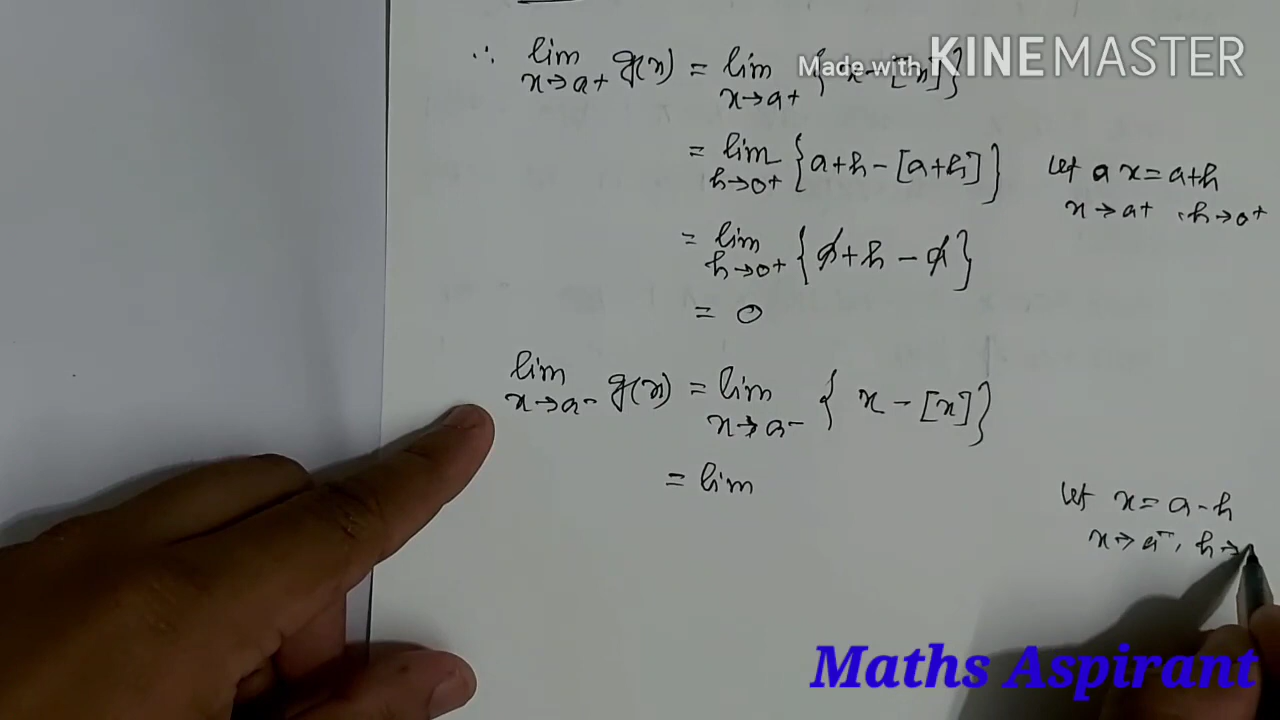 ∴ lim x→a+ g(x) = lim x→a+ { x - [x] }
Made with KINEMASTER
= lim h→0+ { a+h - [a+h] } Let a x = a+h
x→a+ , h→0+
= lim h→0+ { a+h - a }
= 0
lim x→a- g(x) = lim x→a- { x - [x] }
= lim
Let x = a-h
x→a-, h→
Maths Aspirant